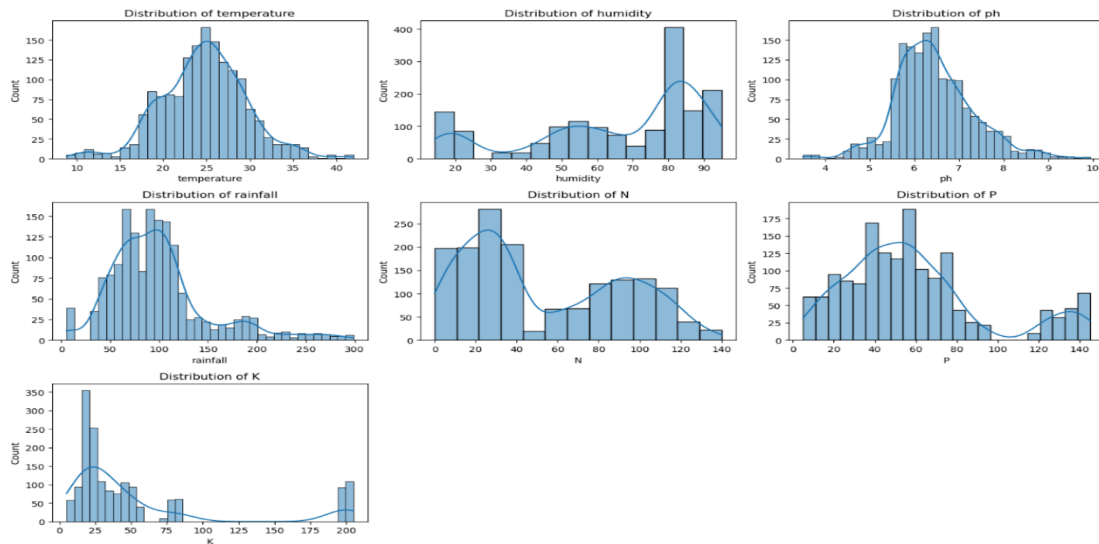 Distribution of temperature
150
125
100
75
50
25
0
Count
10 15 20 25 30 35 40
temperature
Distribution of humidity
400
300
200
100
0
Count
20 30 40 50 60 70 80 90
humidity
Distribution of ph
150
125
100
75
50
25
0
Count
4 5 6 7 8 9 10
ph
Distribution of rainfall
150
125
100
75
50
25
0
Count
0 50 100 150 200 250 300
rainfall
Distribution of N
250
200
150
100
50
0
Count
0 20 40 60 80 100 120 140
N
Distribution of P
175
150
125
100
75
50
25
0
Count
0 20 40 60 80 100 120 140
P
Distribution of K
350
300
250
200
150
100
50
0
Count
0 25 50 75 100 125 150 175 200
K